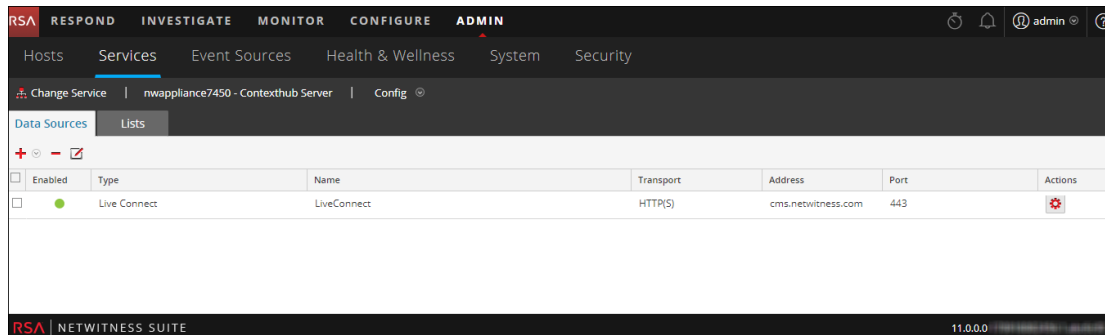 RSA RESPOND INVESTIGATE MONITOR CONFIGURE ADMIN admin
Hosts Services Event Sources Health & Wellness System Security
Change Service | nwappliance7450 - Contexthub Server | Config
Data Sources Lists
Enabled Type Name Transport Address Port Actions
Live Connect LiveConnect HTTP(S) cms.netwitness.com 443
RSA | NETWITNESS SUITE 11.0.0.0